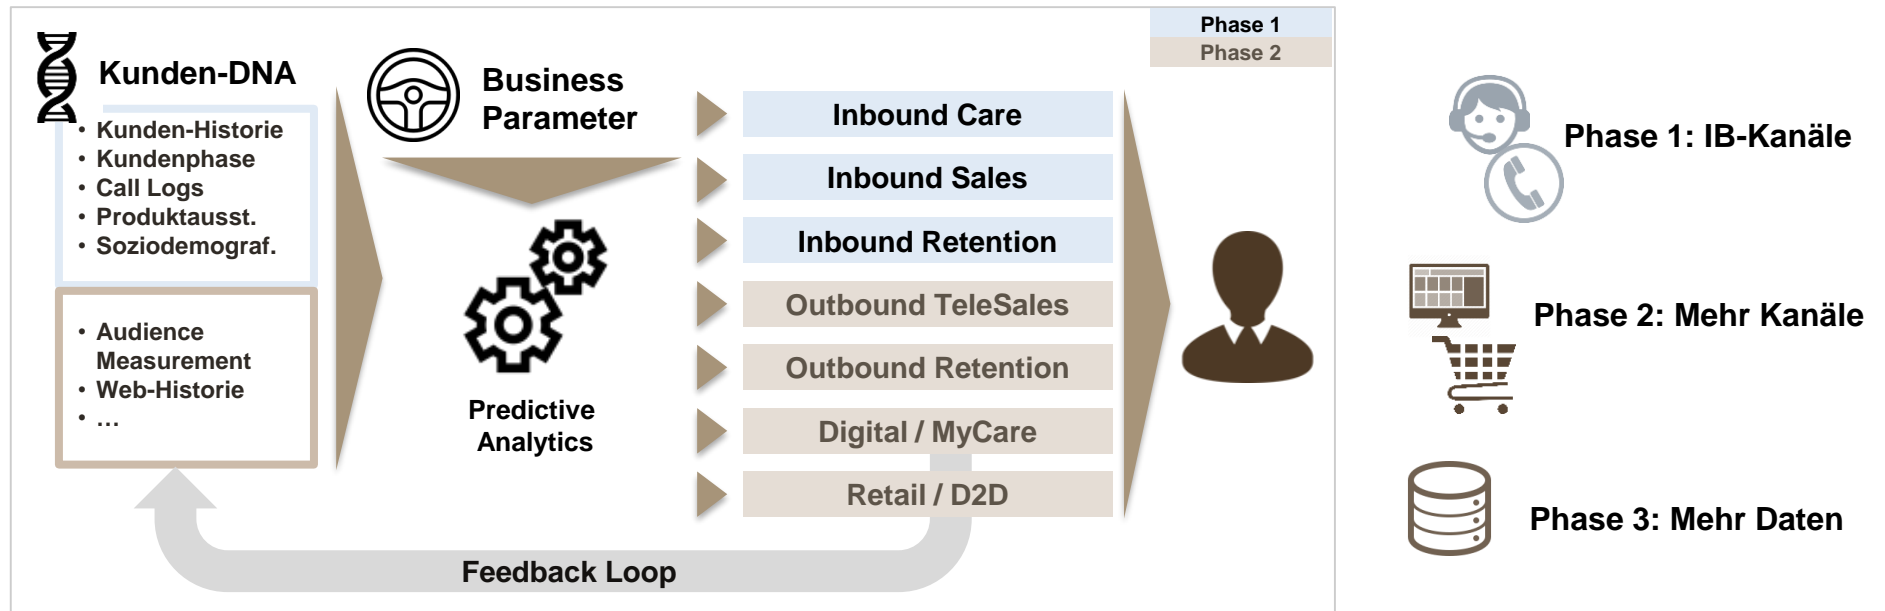 Phase 1
Phase 2
Kunden-DNA
• Kunden-Historie
• Kundenphase
• Call Logs
• Produktausst.
• Soziodemograf.
• Audience
Measurement
• Web-Historie
• …
Business
Parameter
Predictive
Analytics
Inbound Care
Inbound Sales
Inbound Retention
Outbound TeleSales
Outbound Retention
Digital / MyCare
Retail / D2D
Feedback Loop
Phase 1: IB-Kanäle
Phase 2: Mehr Kanäle
Phase 3: Mehr Daten